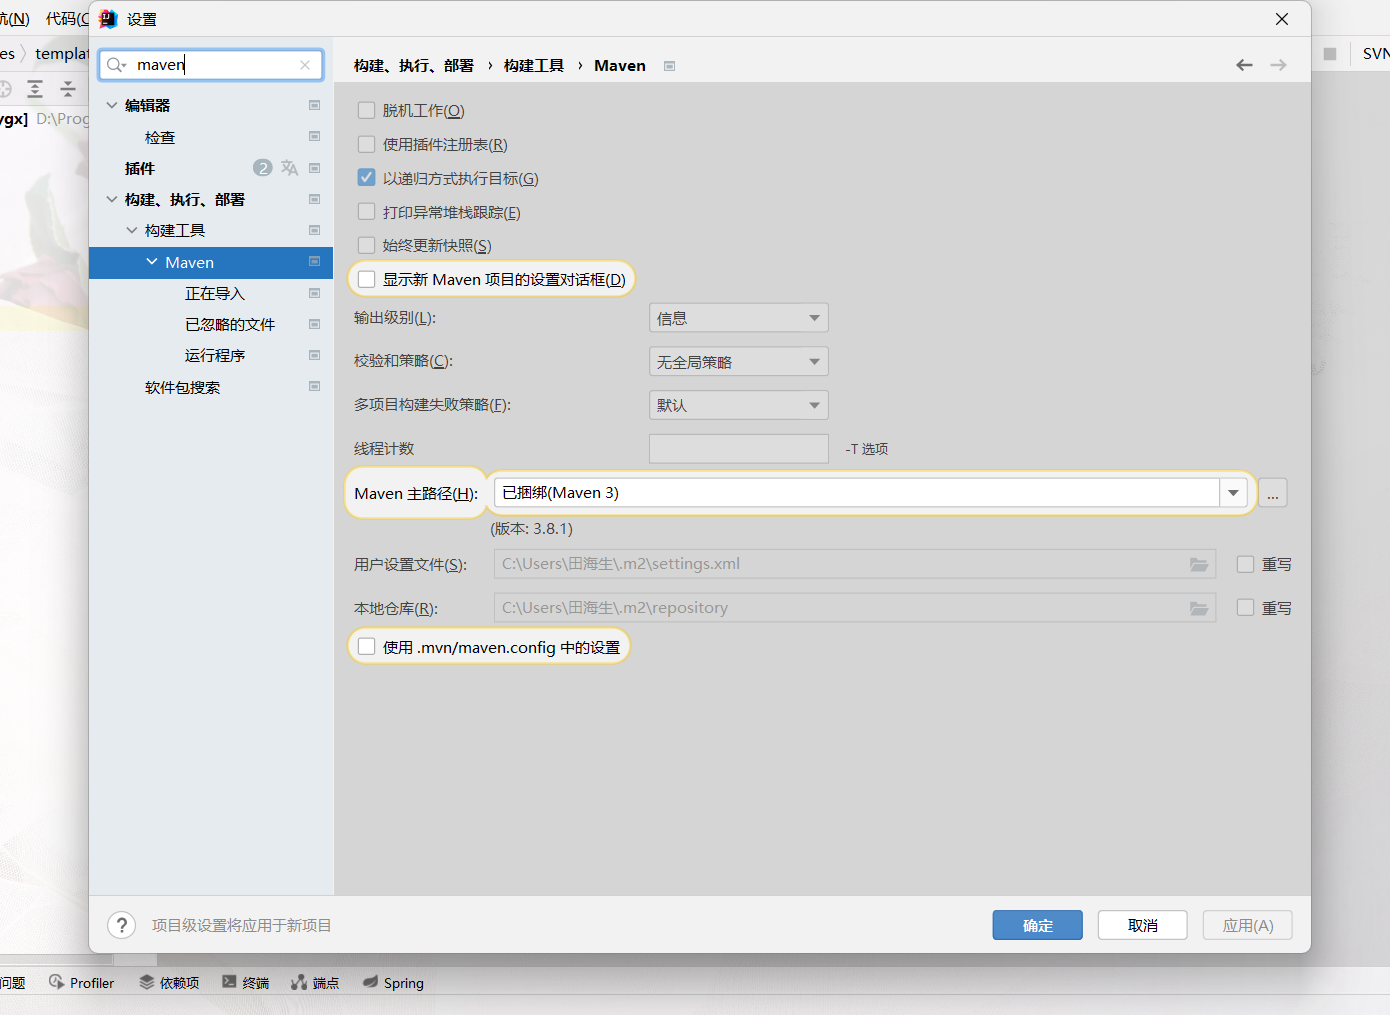 (N) 代码(C
设置
es templat
SVN
maven
构建、执行、部署 › 构建工具 › Maven
ygx] D:\Prog
编辑器
检查
插件 2
构建、执行、部署
构建工具
Maven
正在导入
已忽略的文件
运行程序
软件包搜索
脱机工作(O)
使用插件注册表(R)
以递归方式执行目标(G)
打印异常堆栈跟踪(E)
始终更新快照(S)
显示新 Maven 项目的设置对话框(D)
输出级别(L): 信息
校验和策略(C): 无全局策略
多项目构建失败策略(F): 默认
线程计数 -T 选项
Maven 主路径(H): 已捆绑(Maven 3) ...
(版本: 3.8.1)
用户设置文件(S): C:\Users\田海生\.m2\settings.xml 重写
本地仓库(R): C:\Users\田海生\.m2\repository 重写
使用 .mvn/maven.config 中的设置
? 项目级设置将应用于新项目 确定 取消 应用(A)
问题 Profiler 依赖项 终端 端点 Spring